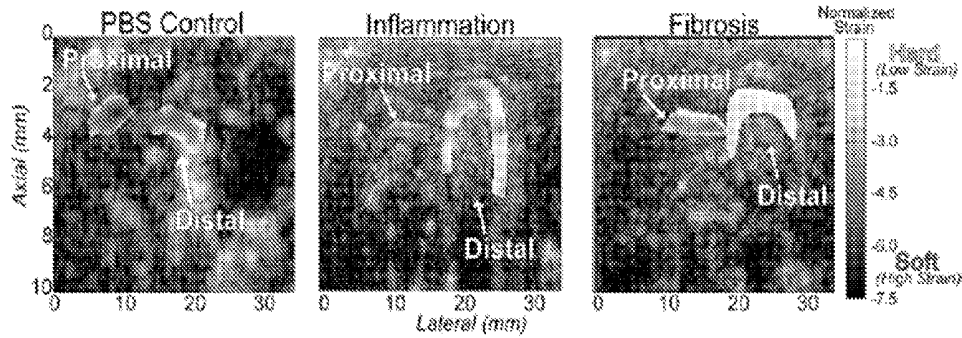 PBS Control
Inflammation
Fibrosis
Normalized
Strain
Proximal
Distal
Proximal
Distal
Proximal
Distal
Hard
(Low Strain)
-1.5
-3.0
-4.5
-6.0
Soft
(High Strain)
-7.5
Axial (mm)
0
2
4
6
8
10
0
10
20
30
0
10
20
30
0
10
20
30
Lateral (mm)